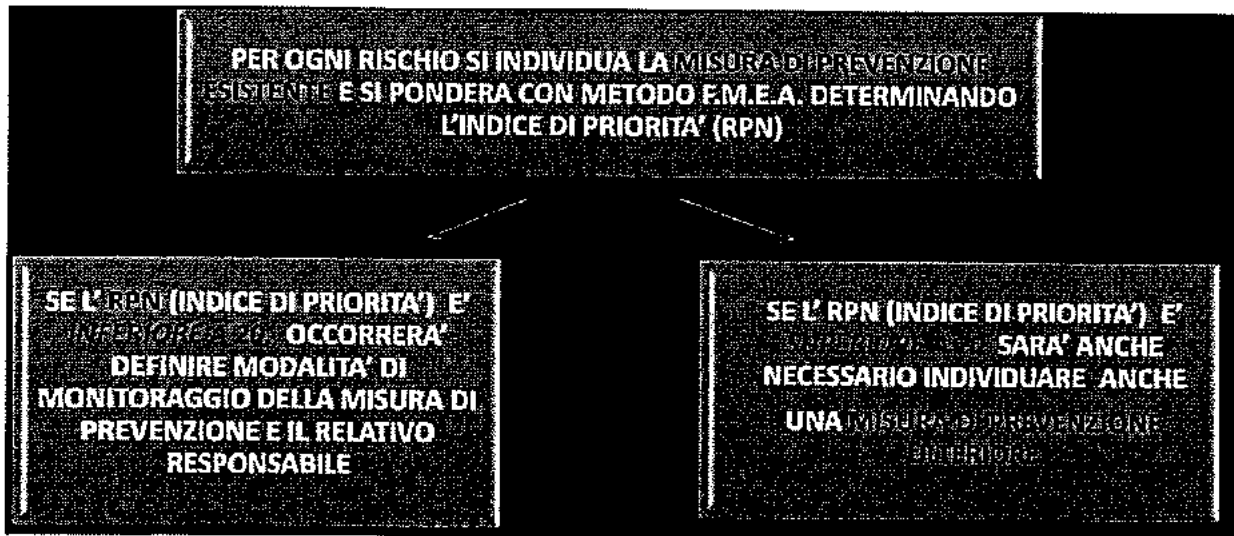 PER OGNI RISCHIO SI INDIVIDUA LA MISURA DI PREVENZIONE
ESISTENTE E SI PONDERA CON METODO F.M.E.A. DETERMINANDO
L'INDICE DI PRIORITA' (RPN)
SE L' RPN (INDICE DI PRIORITA') E'
INFERIORE A 20, OCCORRERA'
DEFINIRE MODALITA' DI
MONITORAGGIO DELLA MISURA DI
PREVENZIONE E IL RELATIVO
RESPONSABILE
SE L' RPN (INDICE DI PRIORITA') E'
SUPERIORE A SARA' ANCHE
NECESSARIO INDIVIDUARE ANCHE
UNA MISURA DI PREVENZIONE
ULTERIORE